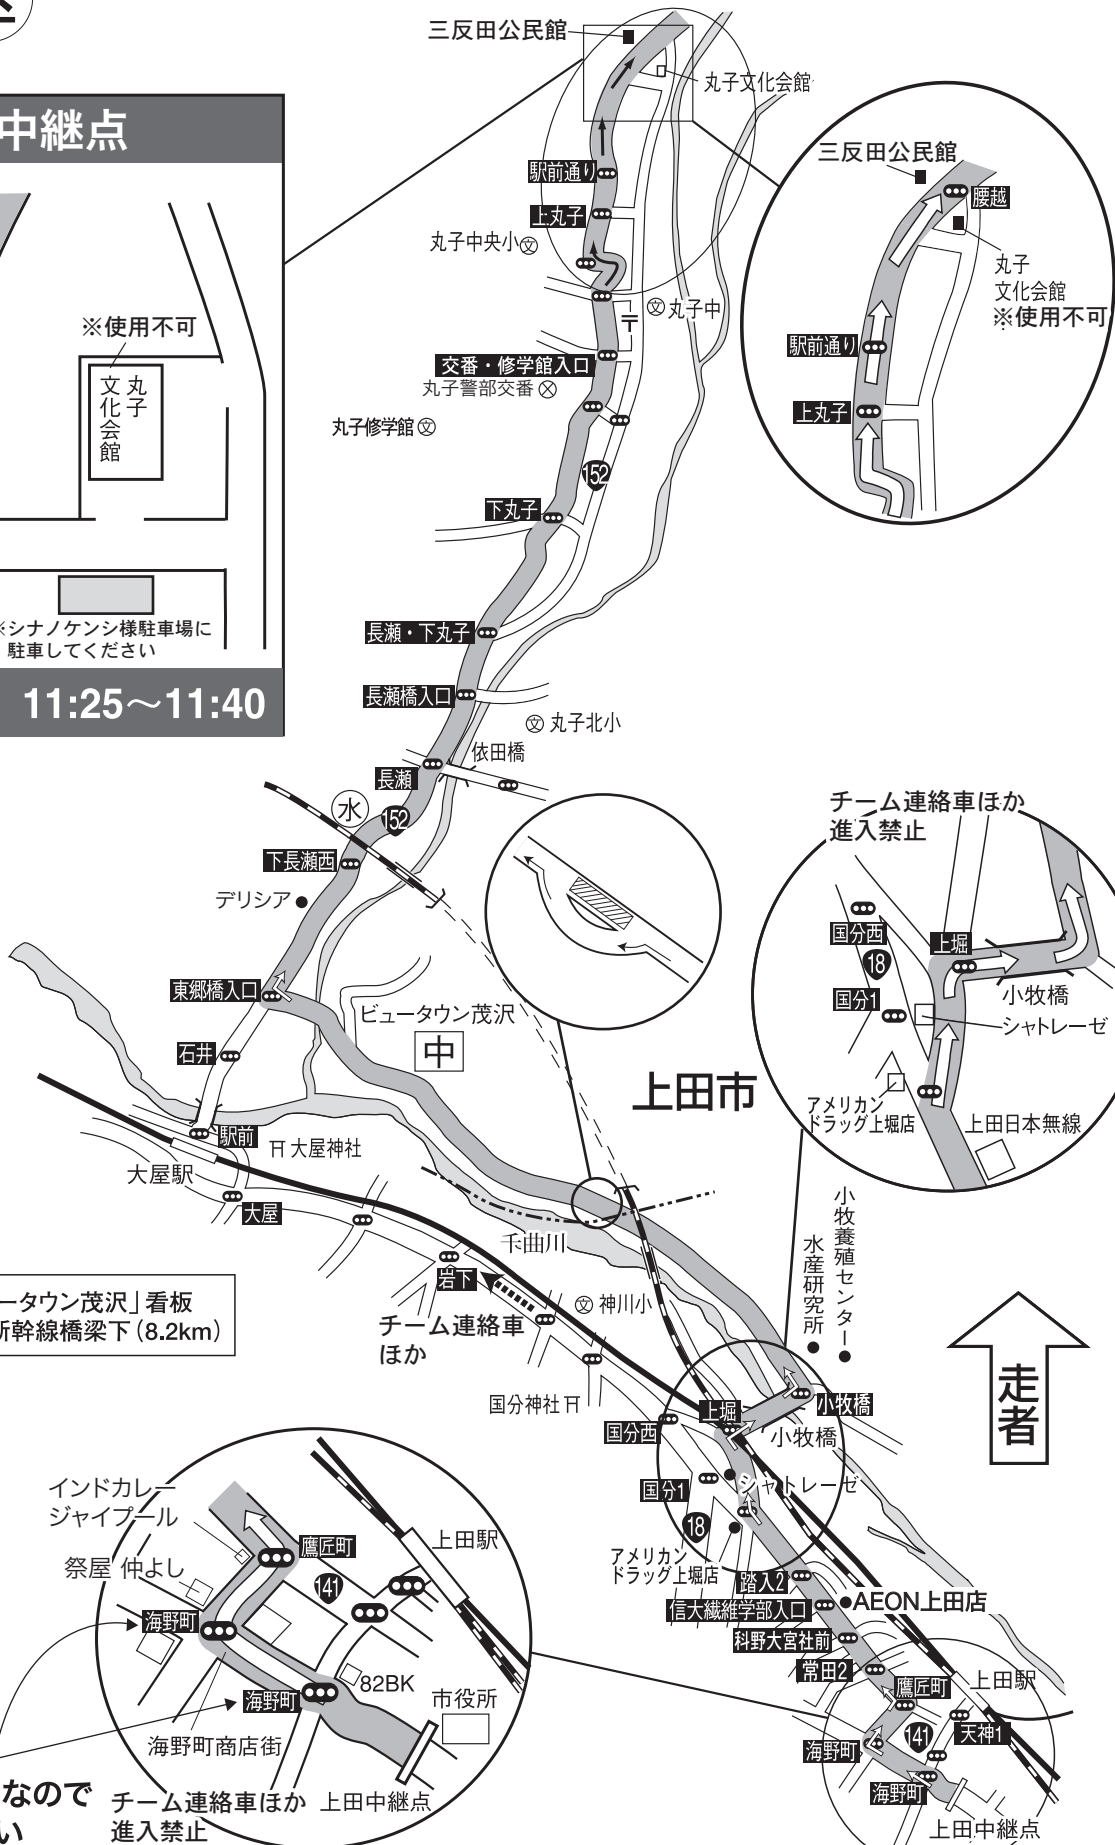 三反田公民館
丸子文化会館
中継点
駅前通り
上丸子
丸子中央小
文
文
丸子中
〒
※使用不可
丸子
文化会館
交番・修学館入口
丸子警部交番
丸子修学館
文
152
下丸子
三反田公民館
腰越
丸子
文化会館
※使用不可
駅前通り
上丸子
※シナノケンシ様駐車場に
駐車してください
11:25〜11:40
長瀬・下丸子
長瀬橋入口
文
丸子北小
依田橋
長瀬
水
152
下長瀬西
デリシア
東郷橋入口
ビュータウン茂沢
中
石井
駅前
大屋神社
大屋駅
大屋
上田市
チーム連絡車ほか
進入禁止
国分西
上堀
18
国分1
小牧橋
シャトレーゼ
アメリカン
ドラッグ上堀店
上田日本無線
千曲川
岩下
チーム連絡車
ほか
文
神川小
小牧養殖センター
水産研究所
走者
ータウン茂沢」看板
新幹線橋梁下(8.2km)
国分神社
国分西
上堀
小牧橋
小牧橋
国分1
シャトレーゼ
18
アメリカン
ドラッグ上堀店
踏入2
信大繊維学部入口
AEON上田店
科野大宮社前
常田2
鷹匠町
上田駅
141
天神1
海野町
海野町
上田中継点
インドカレー
ジャイプール
祭屋 仲よし
鷹匠町
上田駅
141
海野町
82BK
海野町
市役所
海野町商店街
なので
い
チーム連絡車ほか
進入禁止
上田中継点